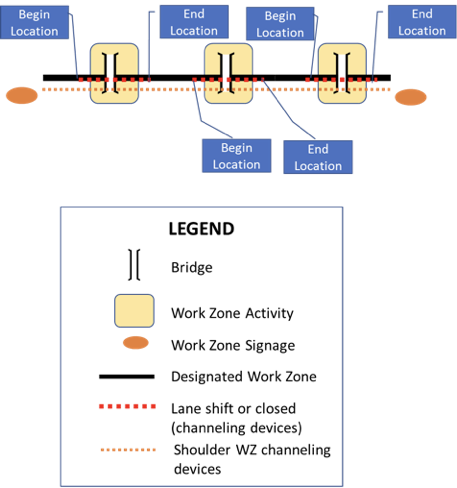 Begin
Location
End
Location
Begin
Location
End
Location
Begin
Location
End
Location
LEGEND
Bridge
Work Zone Activity
Work Zone Signage
Designated Work Zone
Lane shift or closed
(channeling devices)
Shoulder WZ channeling
devices